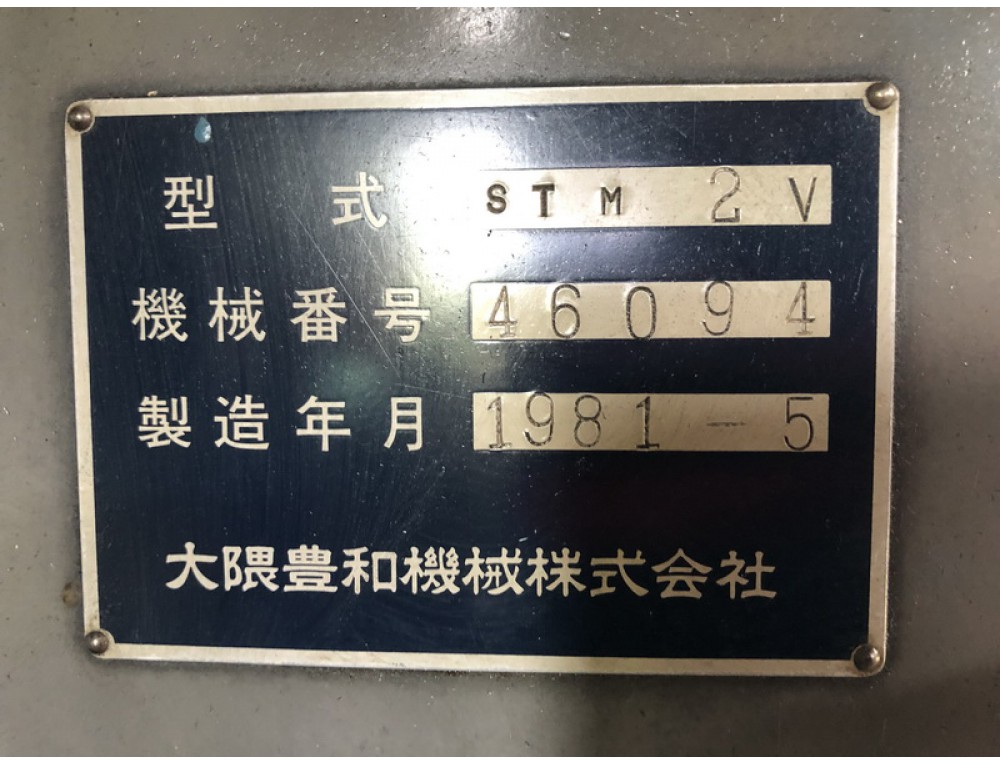 型式 STM 2V
機械番号 46094
製造年月 1981-5
大隈豊和機械株式会社